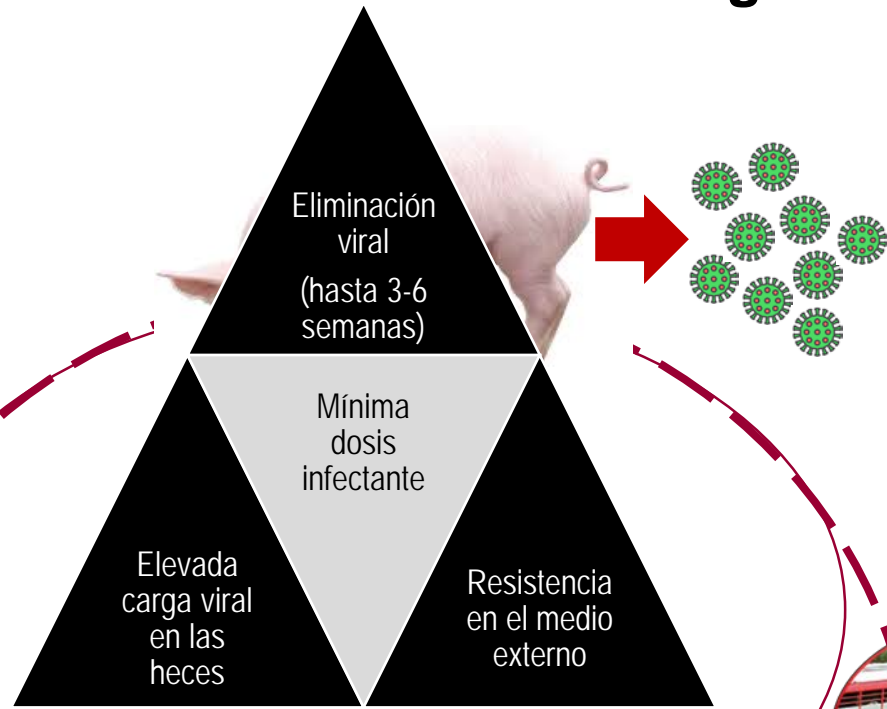 Eliminación
viral
(hasta 3-6
semanas)
Mínima
dosis
infectante
Elevada
carga viral
en las
heces
Resistencia
en el medio
externo